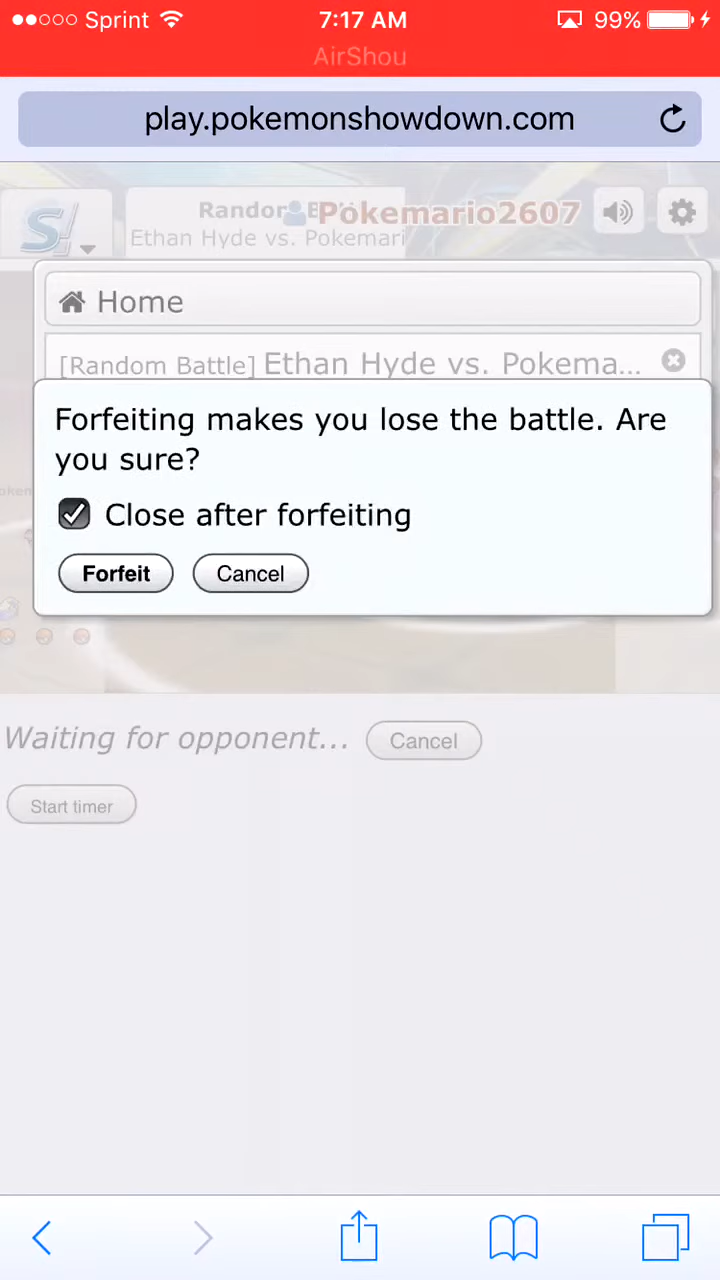 Sprint 7:17 AM 99%
AirShou
play.pokemonshowdown.com
Pokemario2607
Ethan Hyde vs. Pokemari
Home
[Random Battle] Ethan Hyde vs. Pokema...
Forfeiting makes you lose the battle. Are
you sure?
Close after forfeiting
Forfeit Cancel
Waiting for opponent... Cancel
Start timer